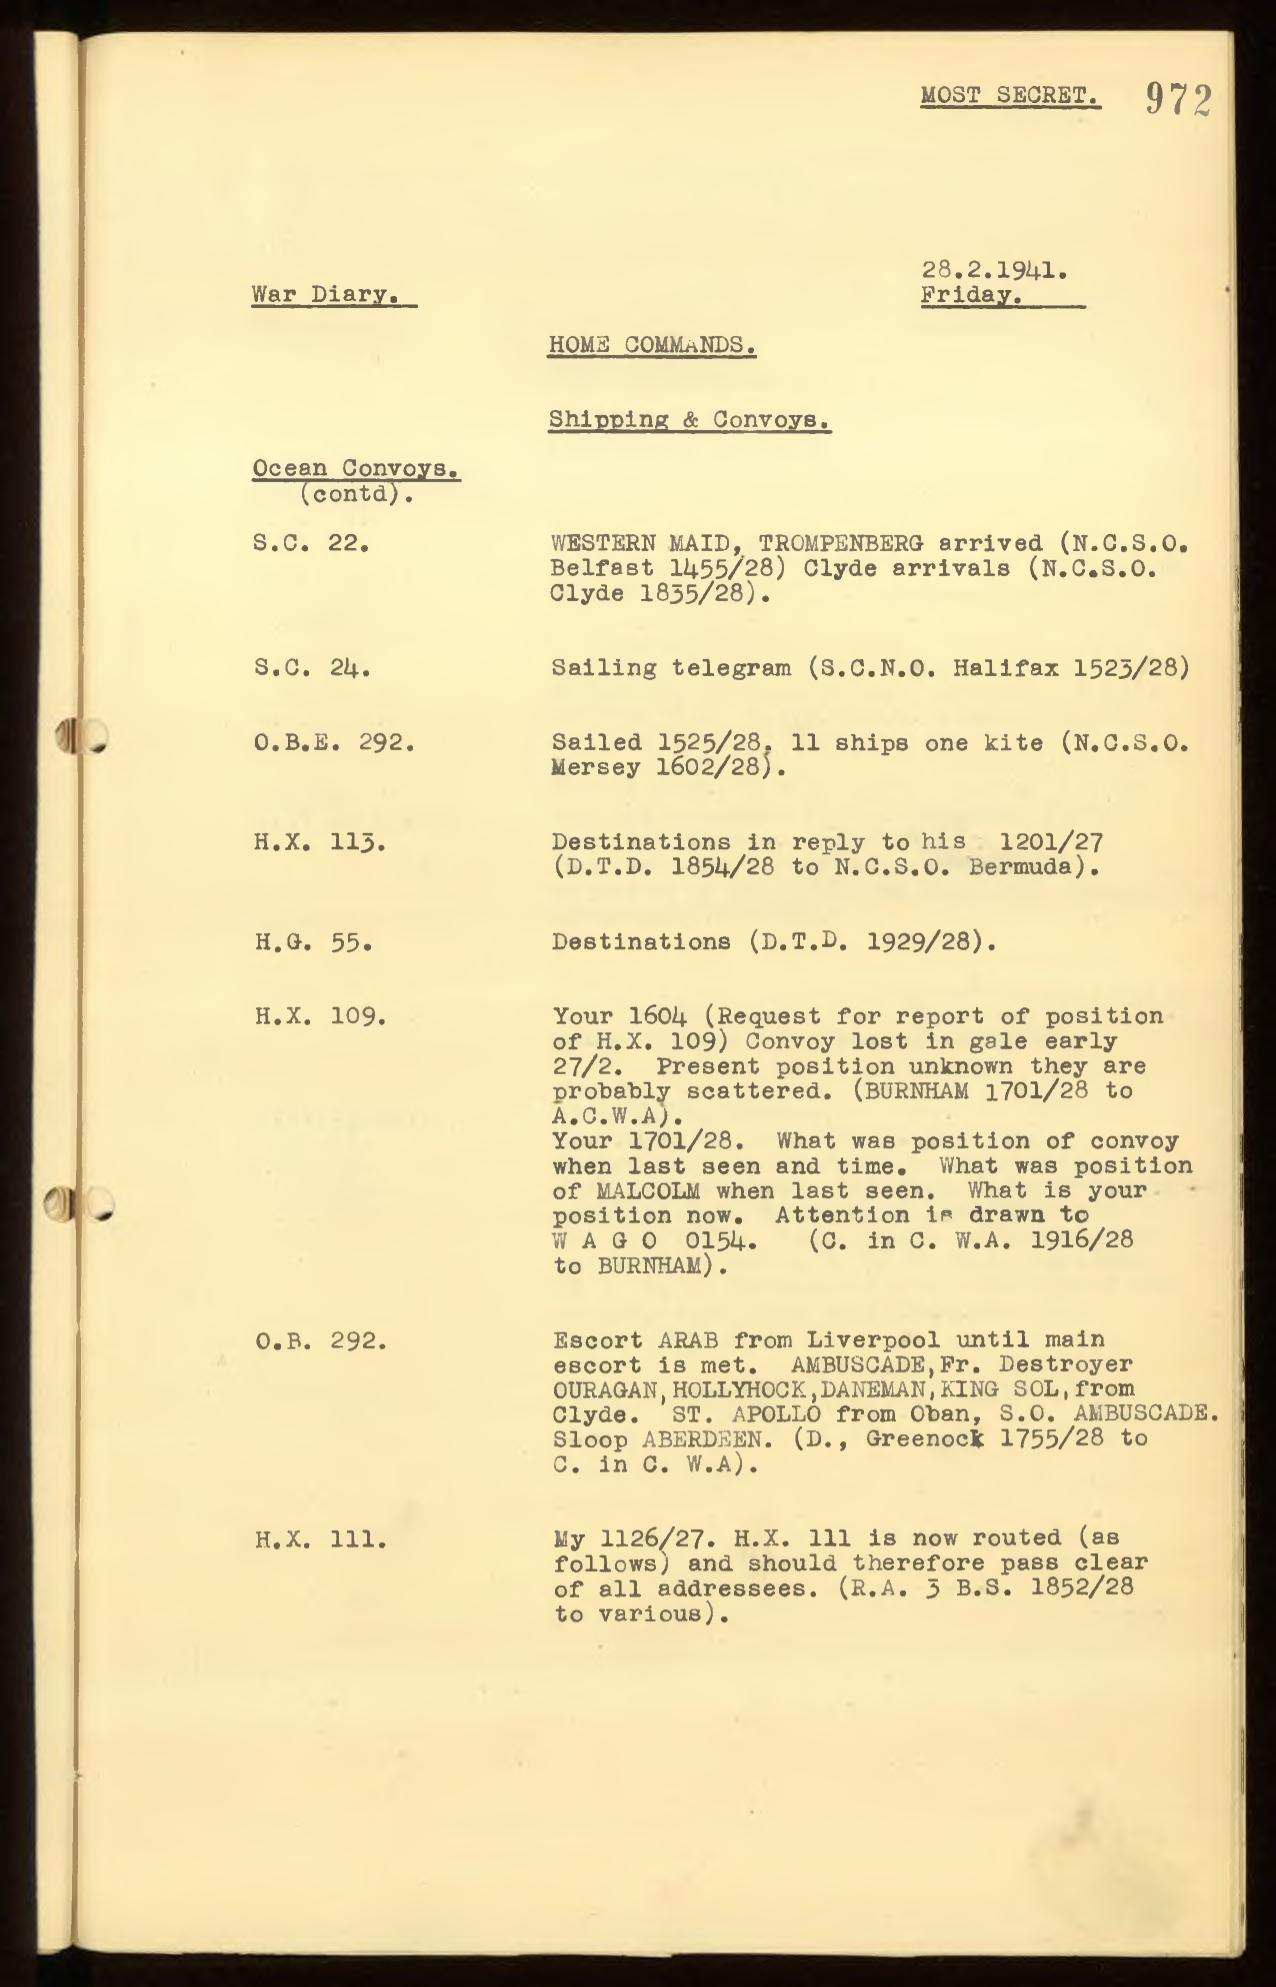 MOST SECRET. 972
28.2.1941.
War Diary. Friday.
HOME COMMANDS.
Shipping & Convoys.
Ocean Convoys.
(contd).
S.C. 22. WESTERN MAID, TROMPENBERG arrived (N.C.S.O.
Belfast 1455/28) Clyde arrivals (N.C.S.O.
Clyde 1835/28).
S.C. 24. Sailing telegram (S.C.N.O. Halifax 1523/28)
O.B.E. 292. Sailed 1525/28, 11 ships one kite (N.C.S.O.
Mersey 1602/28).
H.X. 113. Destinations in reply to his 1201/27
(D.T.D. 1854/28 to N.C.S.O. Bermuda).
H.G. 55. Destinations (D.T.D. 1929/28).
H.X. 109. Your 1604 (Request for report of position
of H.X. 109) Convoy lost in gale early
27/2. Present position unknown they are
probably scattered. (BURNHAM 1701/28 to
A.C.W.A).
Your 1701/28. What was position of convoy
when last seen and time. What was position
of MALCOLM when last seen. What is your
position now. Attention is drawn to
W A G O 0154. (C. in C. W.A. 1916/28
to BURNHAM).
O.B. 292. Escort ARAB from Liverpool until main
escort is met. AMBUSCADE, Fr. Destroyer
OURAGAN, HOLLYHOCK, DANEMAN, KING SOL, from
Clyde. ST. APOLLO from Oban, S.O. AMBUSCADE.
Sloop ABERDEEN. (D., Greenock 1755/28 to
C. in C. W.A).
H.X. 111. My 1126/27. H.X. 111 is now routed (as
follows) and should therefore pass clear
of all addressees. (R.A. 3 B.S. 1852/28
to various).